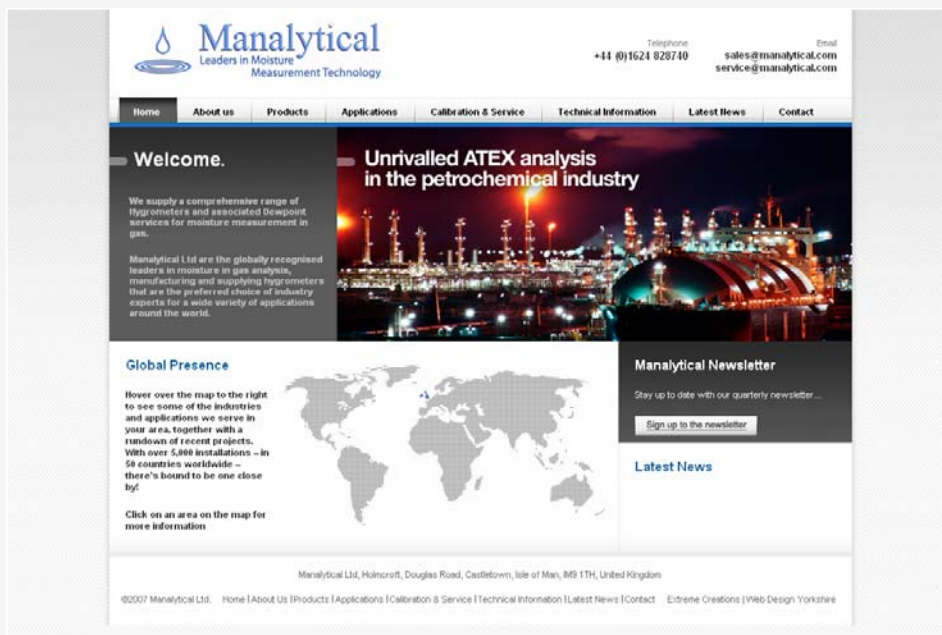 Manalytical
Leaders in Moisture
Measurement Technology
Telephone
+44 (0)1624 828740
Email
sales@manalytical.com
service@manalytical.com
Home About us Products Applications Calibration & Service Technical Information Latest News Contact
Welcome.
We supply a comprehensive range of
Hygrometers and associated Dewpoint
services for moisture measurement in
gas.
Manalytical Ltd are the globally recognised
leaders in moisture in gas analysis,
manufacturing and supplying hygrometers
that are the preferred choice of industry
experts for a wide variety of applications
around the world.
Unrivalled ATEX analysis
in the petrochemical industry
Global Presence
Hover over the map to the right
to see some of the industries
and applications we serve in
your area, together with a
rundown of recent projects.
With over 5,000 installations – in
50 countries worldwide –
there's bound to be one close
by!
Click on an area on the map for
more information
Manalytical Newsletter
Stay up to date with our quarterly newsletter...
Sign up to the newsletter
Latest News
Manalytical Ltd, Holmcroft, Douglas Road, Castletown, Isle of Man, IM9 1TH, United Kingdom
©2007 Manalytical Ltd. Home | About Us | Products | Applications | Calibration & Service | Technical Information | Latest News | Contact Extreme Creations | Web Design Yorkshire